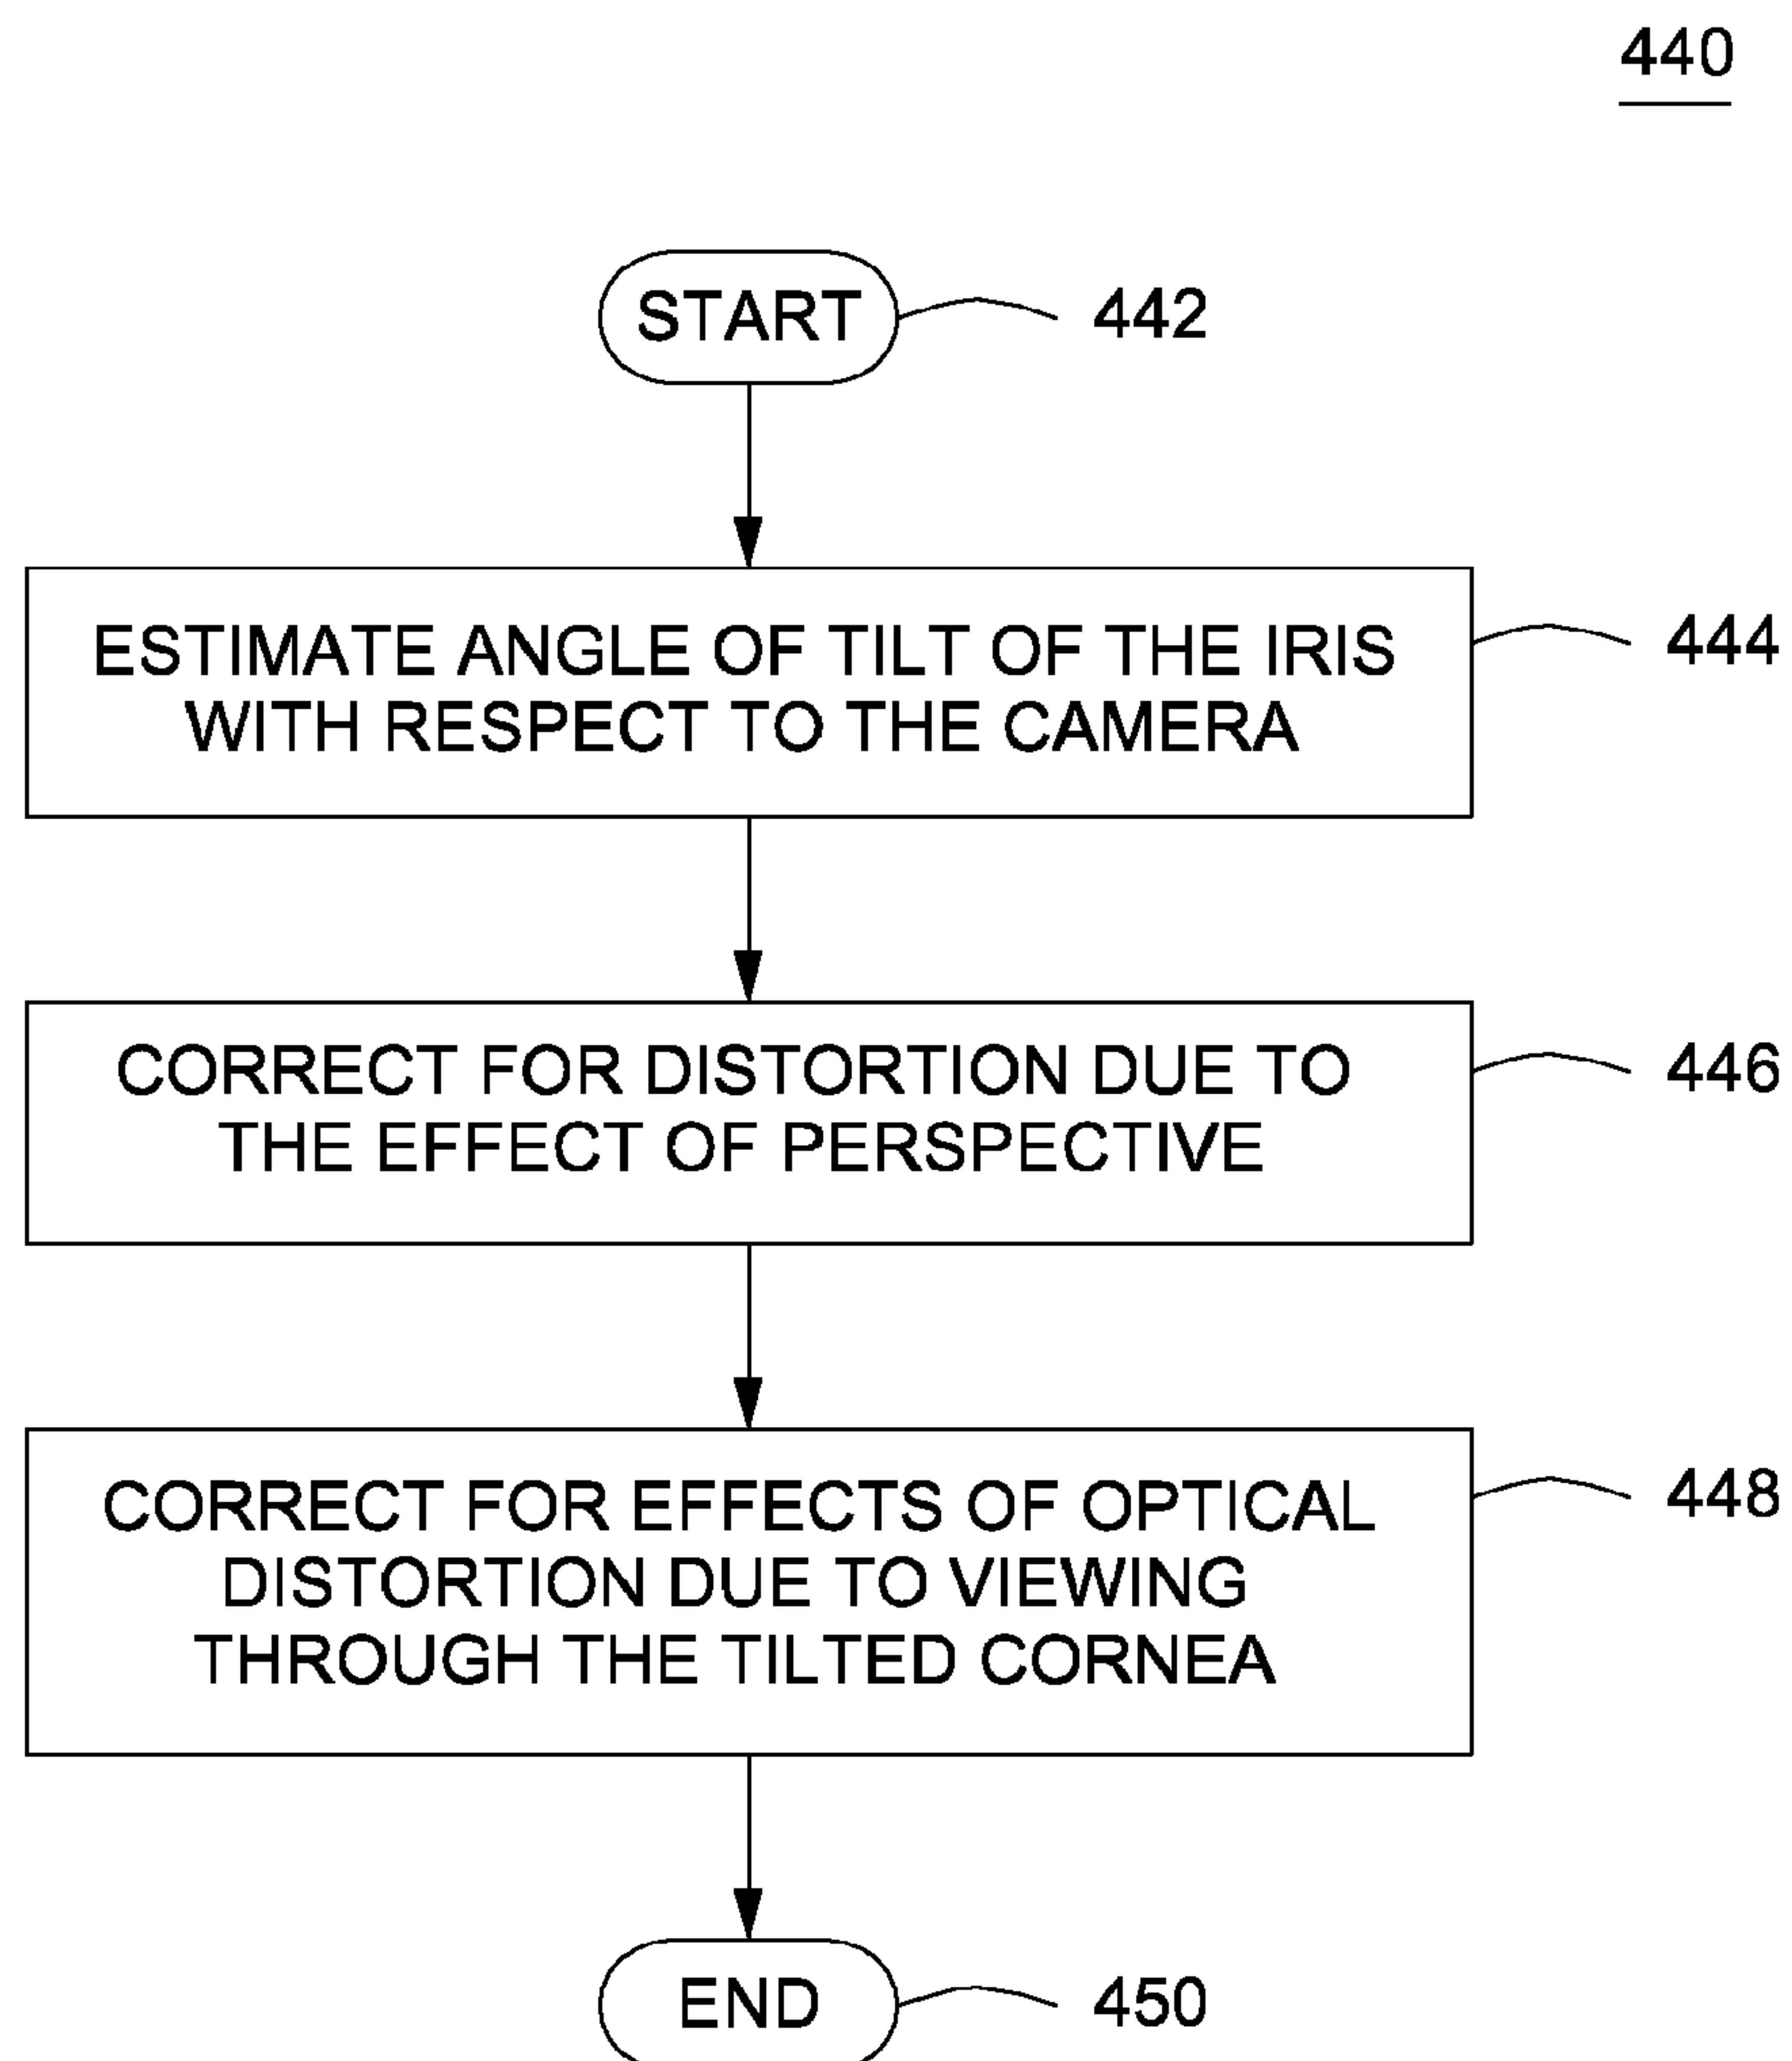 440
START
442
ESTIMATE ANGLE OF TILT OF THE IRIS
WITH RESPECT TO THE CAMERA
444
CORRECT FOR DISTORTION DUE TO
THE EFFECT OF PERSPECTIVE
446
CORRECT FOR EFFECTS OF OPTICAL
DISTORTION DUE TO VIEWING
THROUGH THE TILTED CORNEA
448
END
450